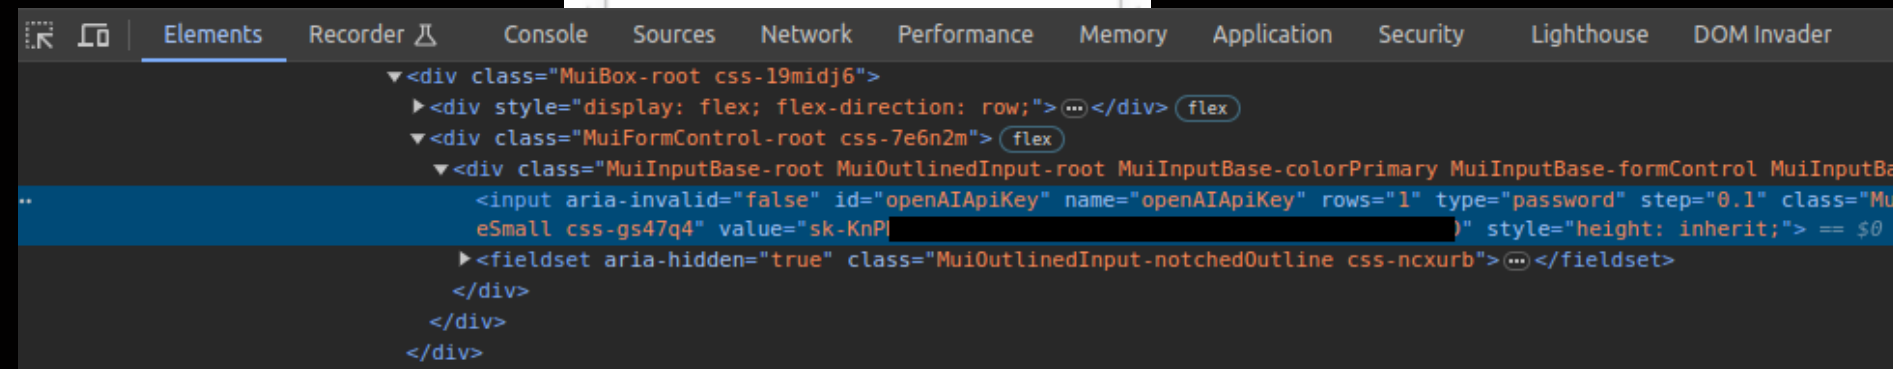 Elements Recorder Console Sources Network Performance Memory Application Security Lighthouse DOM Invader
▼<div class="MuiBox-root css-19midj6">
▶<div style="display: flex; flex-direction: row;">⋯</div> flex
▼<div class="MuiFormControl-root css-7e6n2m"> flex
▼<div class="MuiInputBase-root MuiOutlinedInput-root MuiInputBase-colorPrimary MuiInputBase-formControl MuiInputBa
<input aria-invalid="false" id="openAIApiKey" name="openAIApiKey" rows="1" type="password" step="0.1" class="Mu
eSmall css-gs47q4" value="sk-KnP " style="height: inherit;"> == $0
▶<fieldset aria-hidden="true" class="MuiOutlinedInput-notchedOutline css-ncxurb">⋯</fieldset>
</div>
</div>
</div>